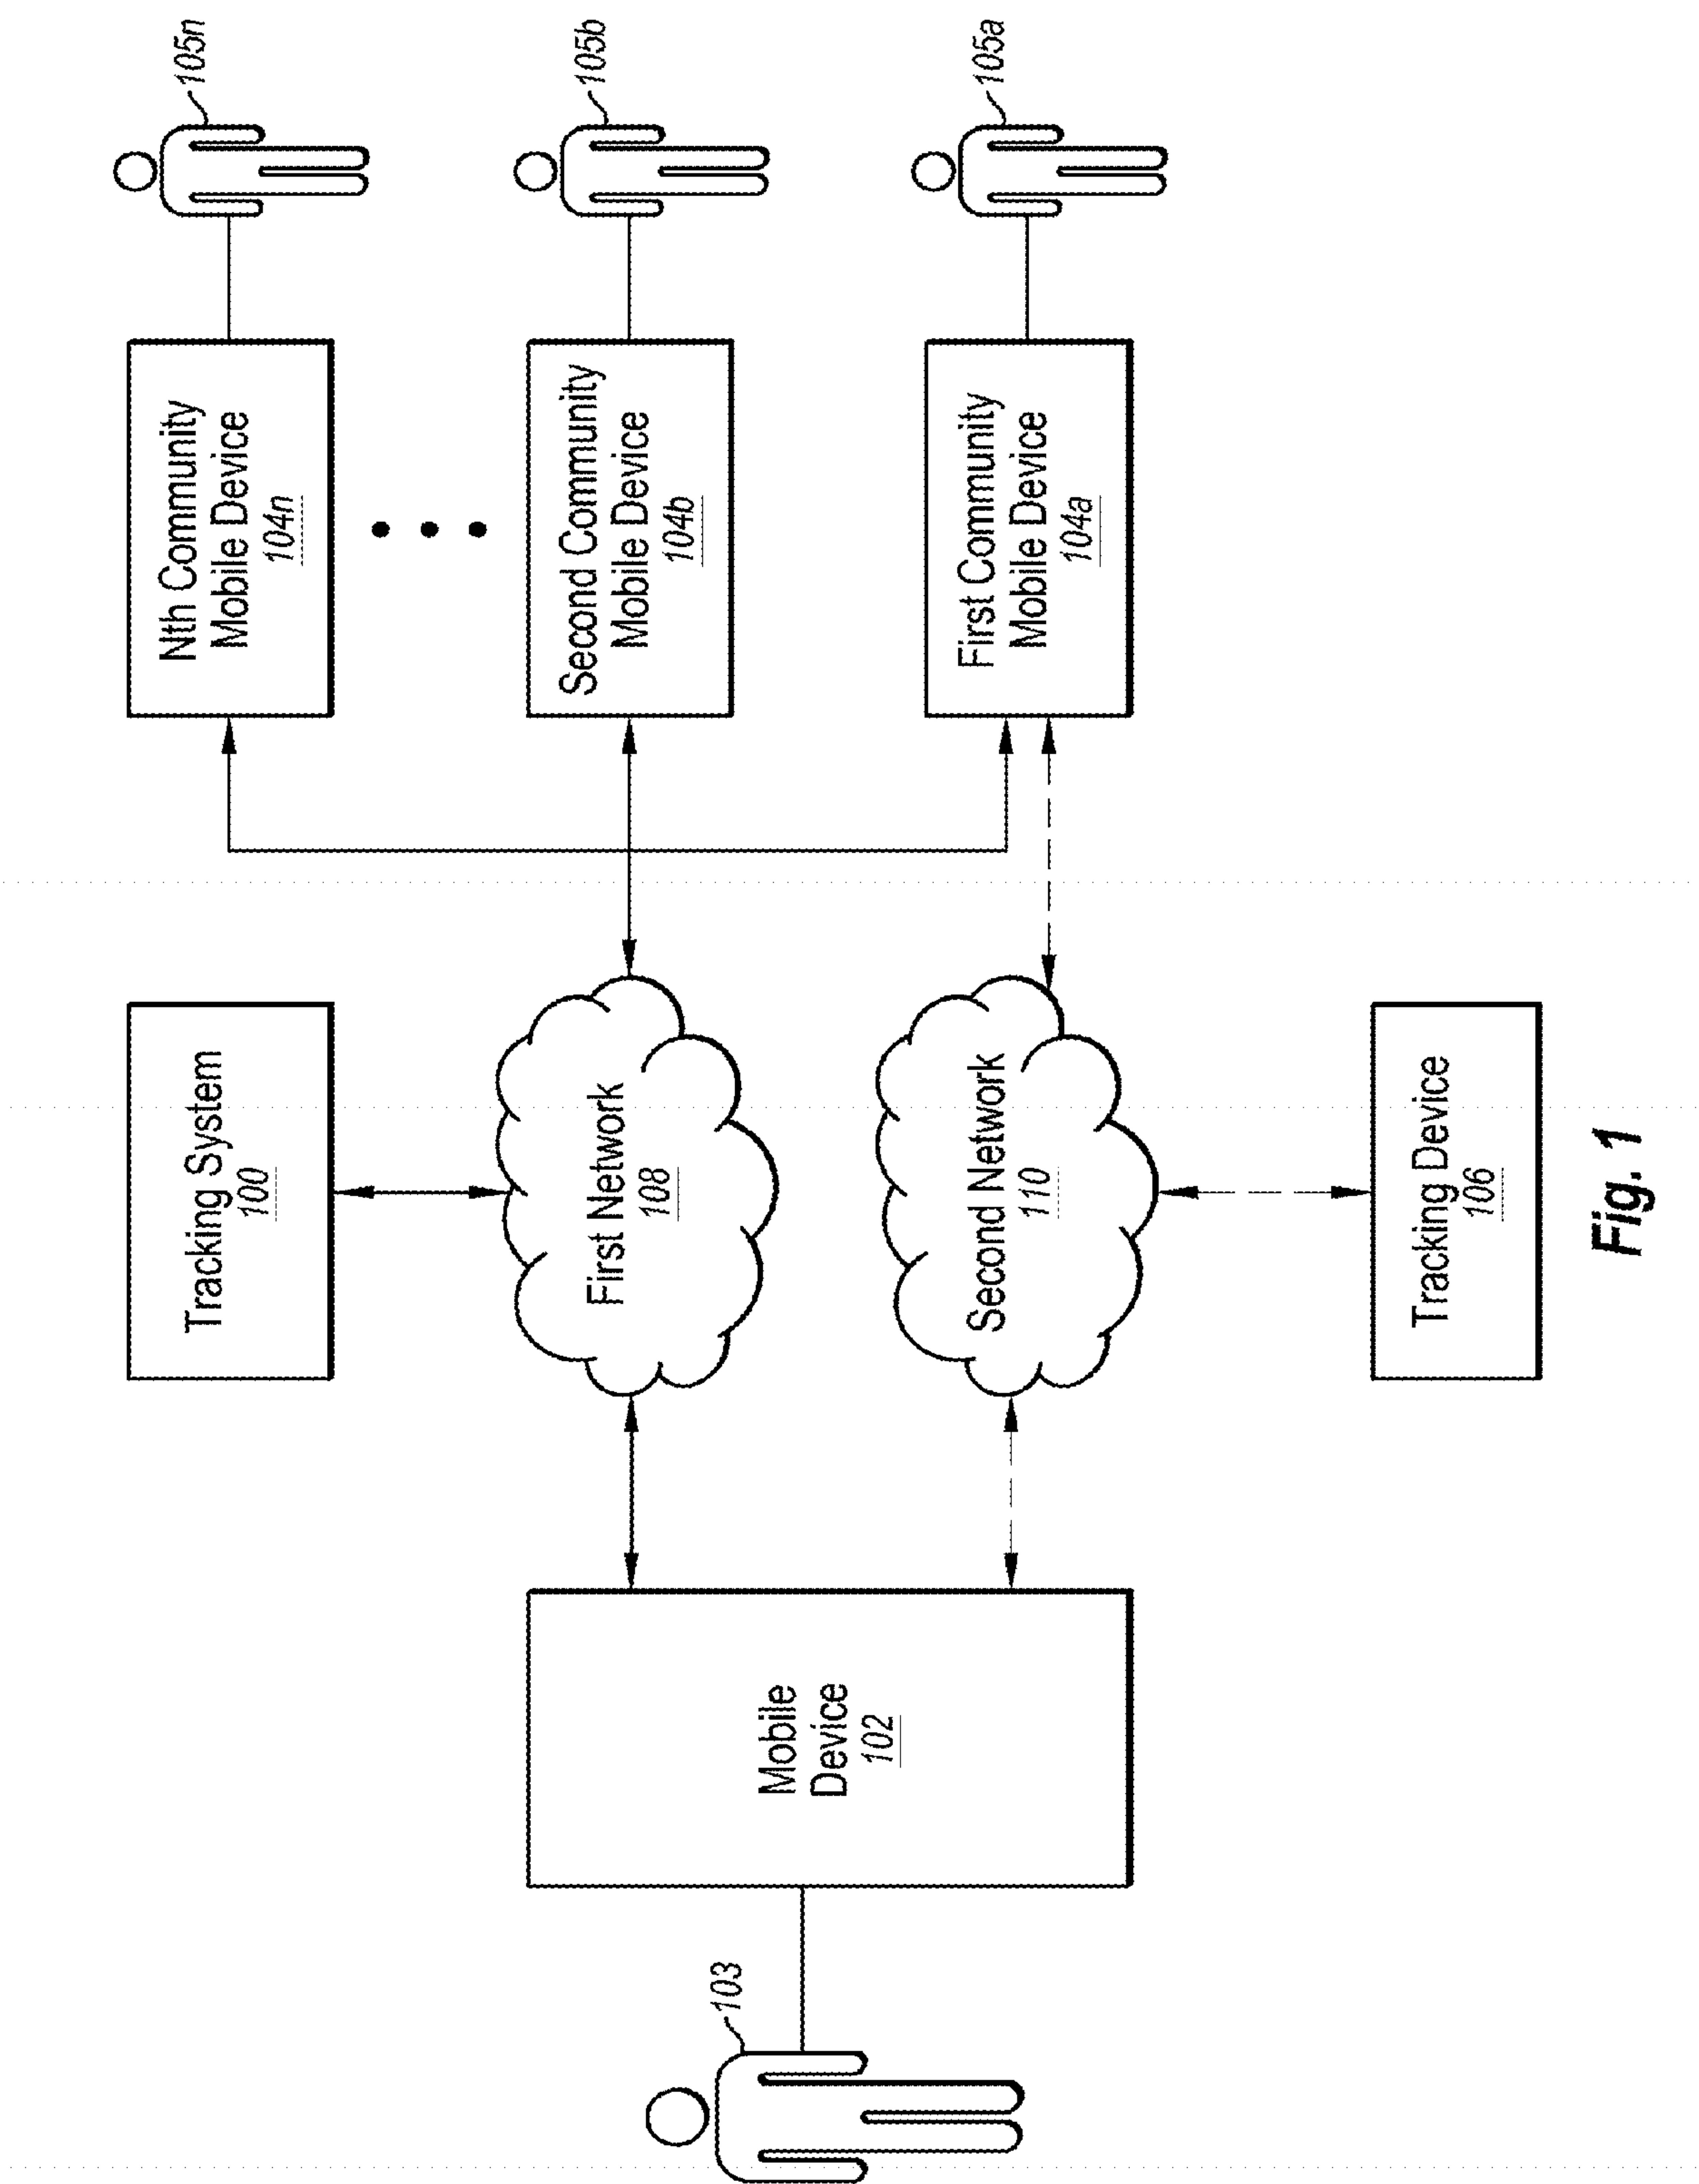 Tracking System
100
Nth Community
Mobile Device
104n
105n
103
Mobile
Device
102
First Network
108
Second Community
Mobile Device
104b
105b
Second Network
110
First Community
Mobile Device
104a
105a
Tracking Device
106
Fig. 1